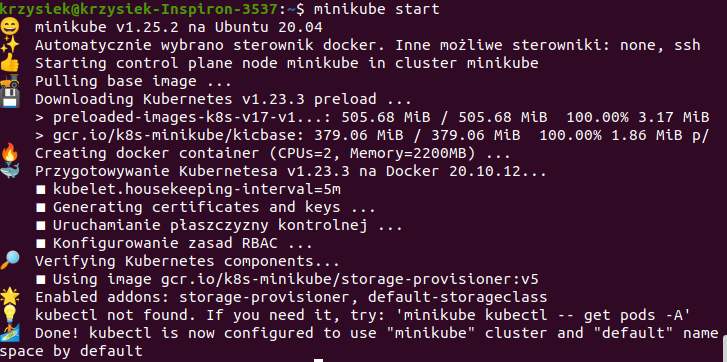 krzysiek@krzysiek-Inspiron-3537:~$ minikube start
😄 minikube v1.25.2 na Ubuntu 20.04
✨ Automatycznie wybrano sterownik docker. Inne możliwe sterowniki: none, ssh
👍 Starting control plane node minikube in cluster minikube
🚜 Pulling base image ...
💾 Downloading Kubernetes v1.23.3 preload ...
> preloaded-images-k8s-v17-v1...: 505.68 MiB / 505.68 MiB 100.00% 3.17 MiB
> gcr.io/k8s-minikube/kicbase: 379.06 MiB / 379.06 MiB 100.00% 1.86 MiB p/
🔥 Creating docker container (CPUs=2, Memory=2200MB) ...
🐳 Przygotowywanie Kubernetesa v1.23.3 na Docker 20.10.12...
■ kubelet.housekeeping-interval=5m
■ Generating certificates and keys ...
■ Uruchamianie płaszczyzny kontrolnej ...
■ Konfigurowanie zasad RBAC ...
🔎 Verifying Kubernetes components...
■ Using image gcr.io/k8s-minikube/storage-provisioner:v5
🌟 Enabled addons: storage-provisioner, default-storageclass
💡 kubectl not found. If you need it, try: 'minikube kubectl -- get pods -A'
🏄 Done! kubectl is now configured to use "minikube" cluster and "default" name
space by default